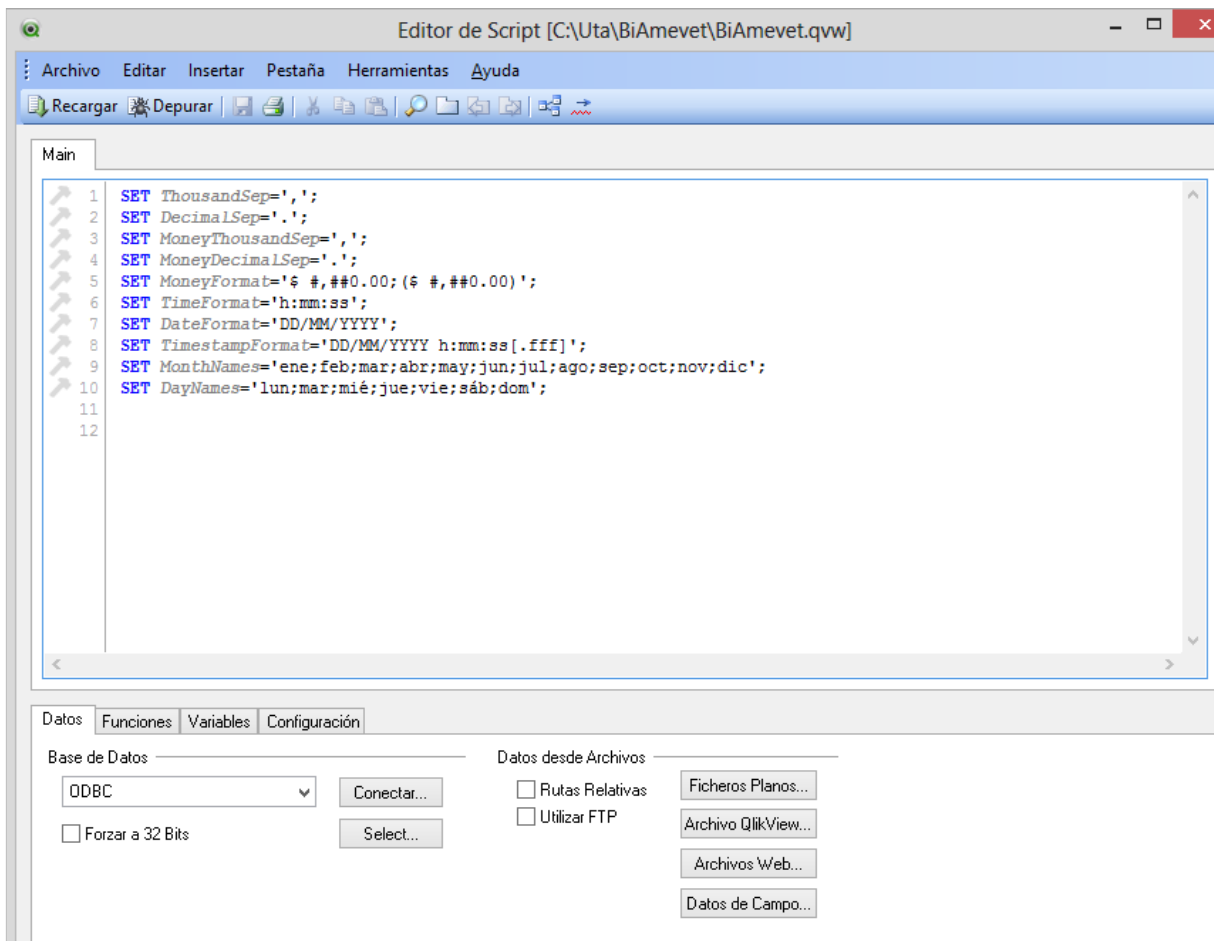 Editor de Script [C:\Uta\BiAmevet\BiAmevet.qvw]
Archivo Editar Insertar Pestaña Herramientas Ayuda
Recargar Depurar
Main
1 SET ThousandSep=',';
2 SET DecimalSep='.';
3 SET MoneyThousandSep=',';
4 SET MoneyDecimalSep='.';
5 SET MoneyFormat='$ #,##0.00;($ #,##0.00)';
6 SET TimeFormat='h:mm:ss';
7 SET DateFormat='DD/MM/YYYY';
8 SET TimestampFormat='DD/MM/YYYY h:mm:ss[.fff]';
9 SET MonthNames='ene;feb;mar;abr;may;jun;jul;ago;sep;oct;nov;dic';
10 SET DayNames='lun;mar;mié;jue;vie;sáb;dom';
11
12
Datos Funciones Variables Configuración
Base de Datos Datos desde Archivos
ODBC Conectar... Rutas Relativas Ficheros Planos...
Forzar a 32 Bits Select... Utilizar FTP Archivo QlikView...
Archivos Web...
Datos de Campo...